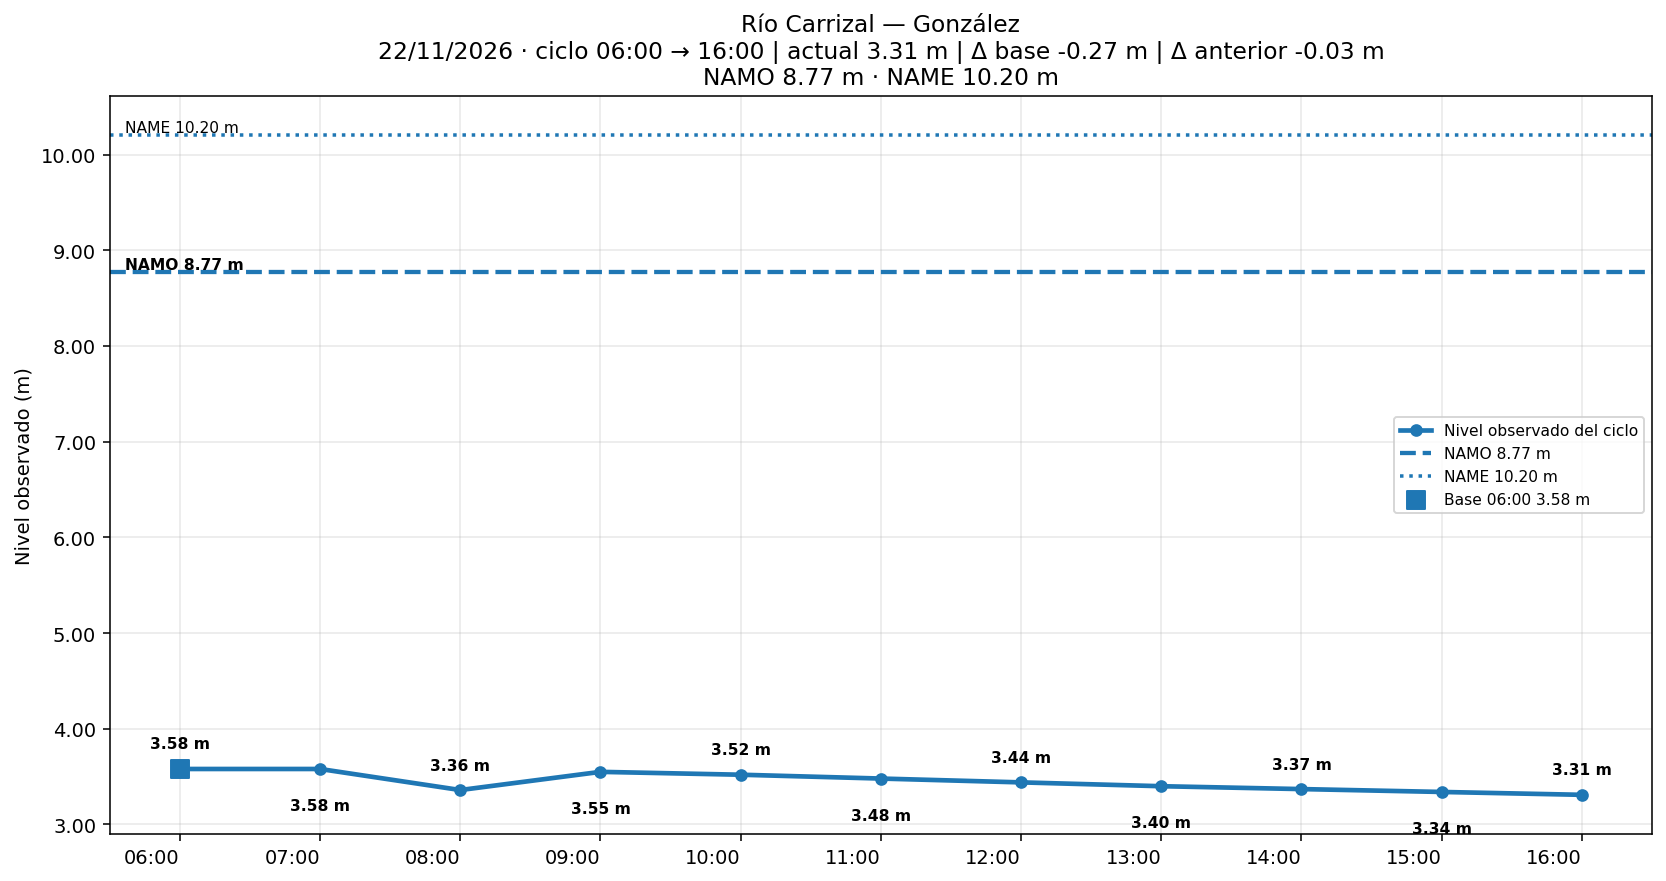 Río Carrizal — González
22/11/2026 · ciclo 06:00 → 16:00 | actual 3.31 m | Δ base -0.27 m | Δ anterior -0.03 m
NAMO 8.77 m · NAME 10.20 m
NAME 10.20 m
10.00
9.00
NAMO 8.77 m
8.00
7.00
6.00
5.00
4.00
3.00
Nivel observado (m)
Nivel observado del ciclo
NAMO 8.77 m
NAME 10.20 m
Base 06:00 3.58 m
3.58 m
3.58 m
3.36 m
3.55 m
3.52 m
3.48 m
3.44 m
3.40 m
3.37 m
3.34 m
3.31 m
06:00
07:00
08:00
09:00
10:00
11:00
12:00
13:00
14:00
15:00
16:00